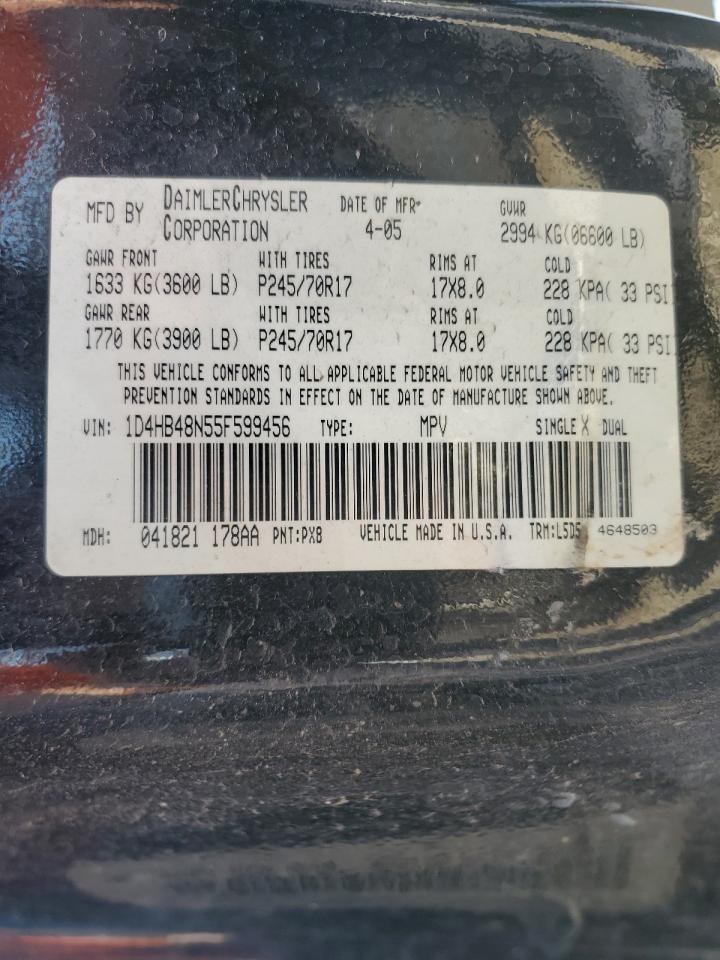 MFD BY DAIMLERCHRYSLER CORPORATION DATE OF MFR 4-05 GVWR 2994 KG(06600 LB)
GAWR FRONT WITH TIRES RIMS AT COLD
1633 KG(3600 LB) P245/70R17 17X8.0 228 KPA( 33 PSI)
GAWR REAR WITH TIRES RIMS AT COLD
1770 KG(3900 LB) P245/70R17 17X8.0 228 KPA( 33 PSI)
THIS VEHICLE CONFORMS TO ALL APPLICABLE FEDERAL MOTOR VEHICLE SAFETY AND THEFT
PREVENTION STANDARDS IN EFFECT ON THE DATE OF MANUFACTURE SHOWN ABOVE.
VIN: 1D4HB48N55F599456 TYPE: MPV SINGLE X DUAL
MDH: 041821 178AA PNT:PX8 VEHICLE MADE IN U.S.A. TRM:L5D5 4648503